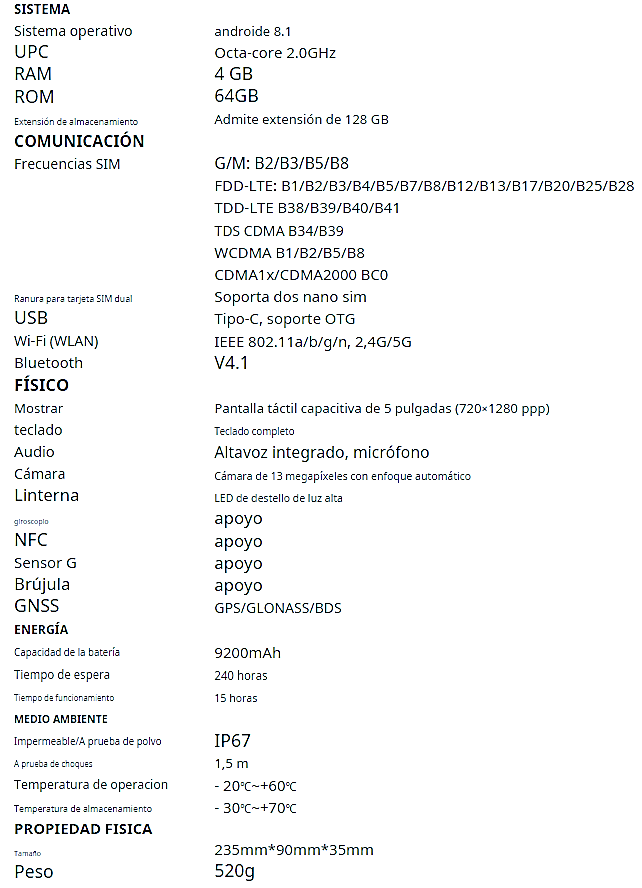 SISTEMA
Sistema operativo androide 8.1
UPC Octa-core 2.0GHz
RAM 4 GB
ROM 64GB
Extensión de almacenamiento Admite extensión de 128 GB
COMUNICACIÓN
Frecuencias SIM G/M: B2/B3/B5/B8
FDD-LTE: B1/B2/B3/B4/B5/B7/B8/B12/B13/B17/B20/B25/B28
TDD-LTE B38/B39/B40/B41
TDS CDMA B34/B39
WCDMA B1/B2/B5/B8
CDMA1x/CDMA2000 BC0
Ranura para tarjeta SIM dual Soporta dos nano sim
USB Tipo-C, soporte OTG
Wi-Fi (WLAN) IEEE 802.11a/b/g/n, 2,4G/5G
Bluetooth V4.1
FÍSICO
Mostrar Pantalla táctil capacitiva de 5 pulgadas (720×1280 ppp)
teclado Teclado completo
Audio Altavoz integrado, micrófono
Cámara Cámara de 13 megapíxeles con enfoque automático
Linterna LED de destello de luz alta
giroscopio apoyo
NFC apoyo
Sensor G apoyo
Brújula apoyo
GNSS GPS/GLONASS/BDS
ENERGÍA
Capacidad de la batería 9200mAh
Tiempo de espera 240 horas
Tiempo de funcionamiento 15 horas
MEDIO AMBIENTE
Impermeable/A prueba de polvo IP67
A prueba de choques 1,5 m
Temperatura de operacion - 20℃~+60℃
Temperatura de almacenamiento - 30℃~+70℃
PROPIEDAD FISICA
Tamaño 235mm*90mm*35mm
Peso 520g